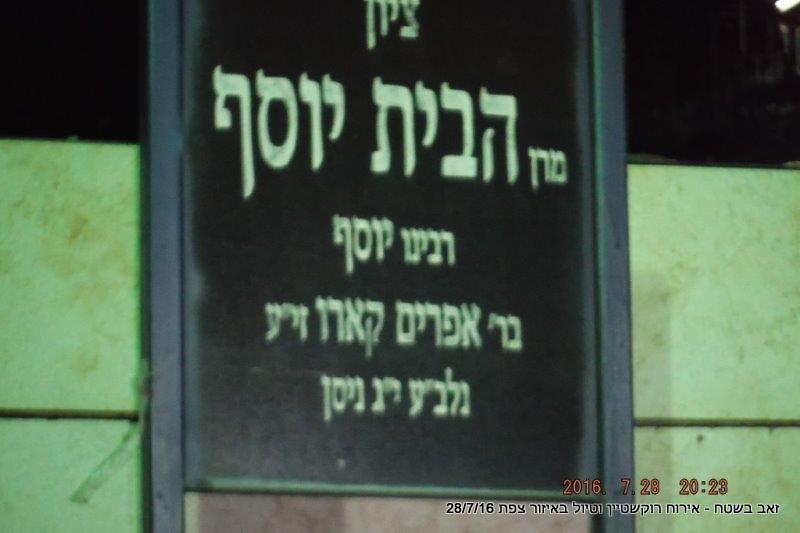 ציון
מרן הבית יוסף
רבינו יוסף
בר' אפרים קארו זי"ע
נלב"ע י"ג ניסן
2016. 7.28 20:23
זאב בשטח - אירוח רוקשטיין וטיול באיזור צפת 28/7/16